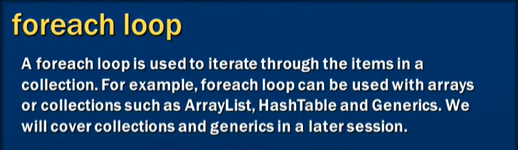 foreach loop
A foreach loop is used to iterate through the items in a
collection. For example, foreach loop can be used with arrays
or collections such as ArrayList, HashTable and Generics. We
will cover collections and generics in a later session.